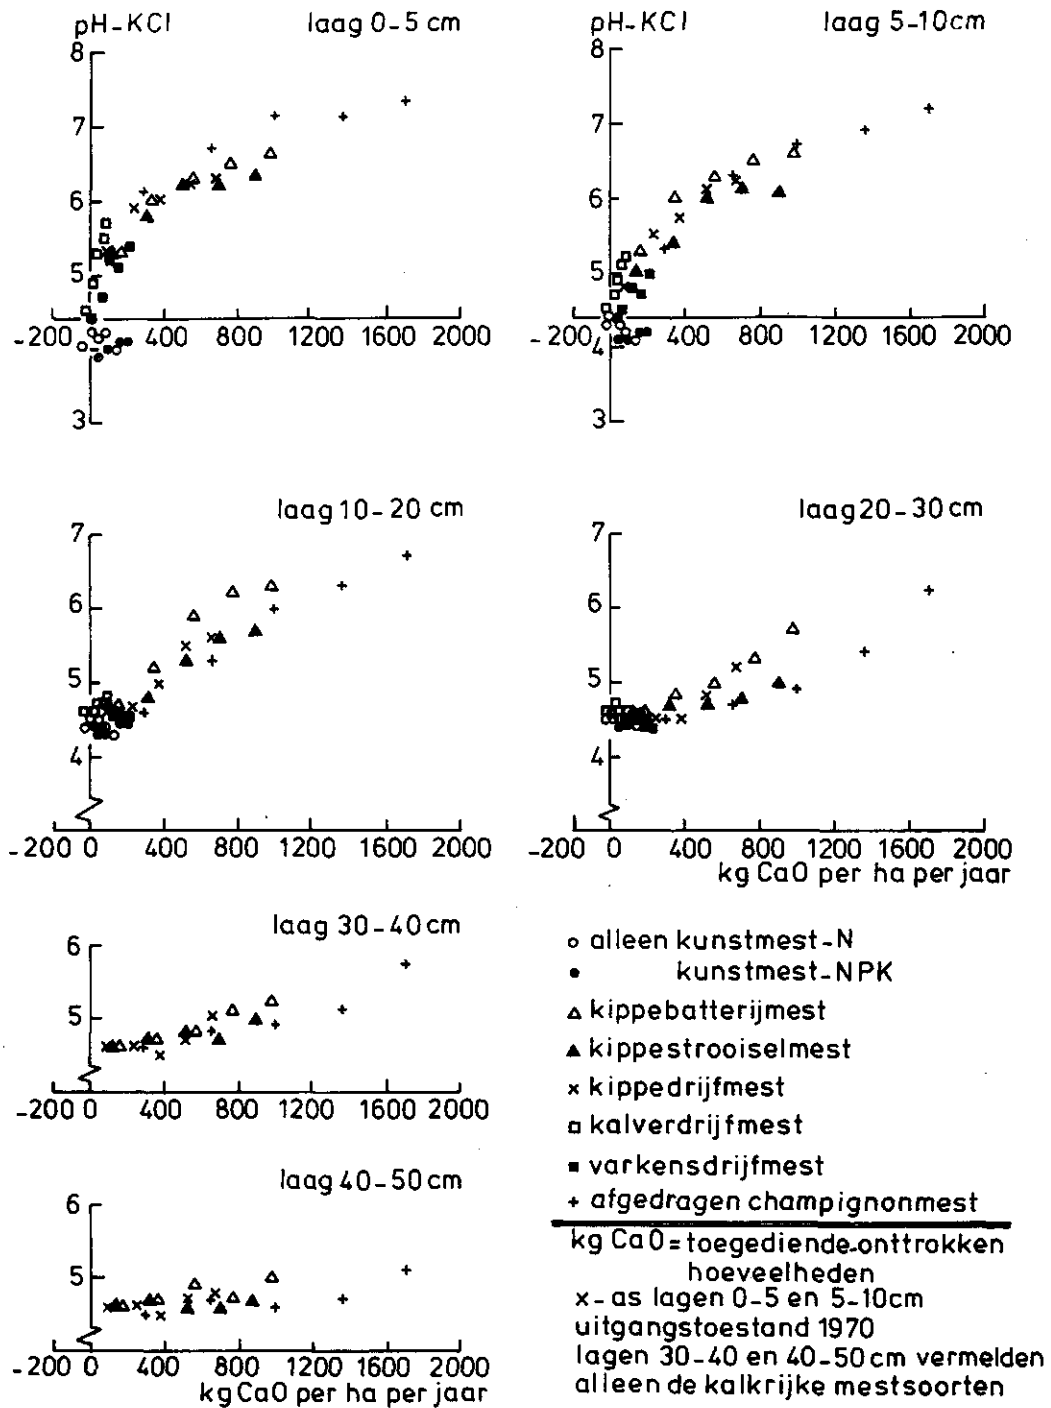 pH-KCl laag 0-5 cm
8
7
6
5
-200 0 400 800 1200 1600 2000
4
3
pH-KCl laag 5-10cm
8
7
6
5
-200 0 400 800 1200 1600 2000
4
3
laag 10-20 cm
7
6
5
4
-200 0 400 800 1200 1600 2000
laag 20-30 cm
7
6
5
4
-200 0 400 800 1200 1600 2000
kg CaO per ha per jaar
laag 30-40 cm
6
5
-200 0 400 800 1200 1600 2000
laag 40-50 cm
6
5
-200 0 400 800 1200 1600 2000
kg CaO per ha per jaar
alleen kunstmest-N
kunstmest-NPK
kippebatterijmest
kippestrooiselmest
kippedrijfmest
kalverdrijfmest
varkensdrijfmest
afgedragen champignonmest
kg CaO = toegediende-onttrokken
hoeveelheden
x-as lagen 0-5 en 5-10cm
uitgangstoestand 1970
lagen 30-40 en 40-50cm vermelden
alleen de kalkrijke mestsoorten